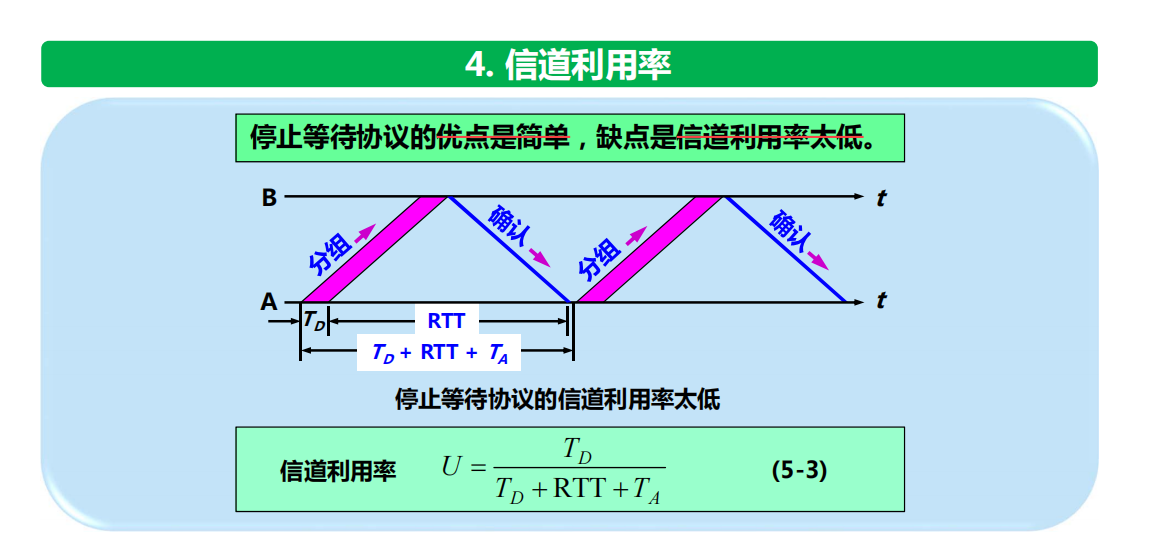 4. 信道利用率
停止等待协议的优点是简单，缺点是信道利用率太低。
B
t
分组
确认
分组
确认
A
t
T_D
RTT
T_D + RTT + T_A
停止等待协议的信道利用率太低
信道利用率 U = T_D / (T_D + RTT + T_A) (5-3)